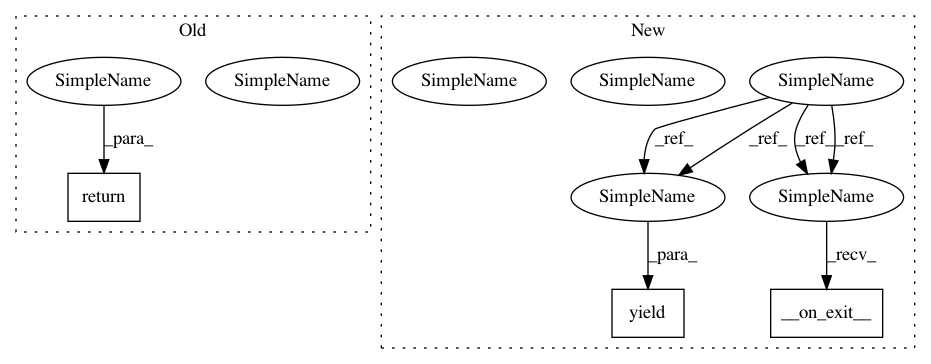 Old
New
SimpleName
SimpleName
SimpleName
SimpleName
SimpleName
_para_
_ref_
_ref_
_ref_
_ref_
return
SimpleName
SimpleName
_para_
_recv_
yield
__on_exit__